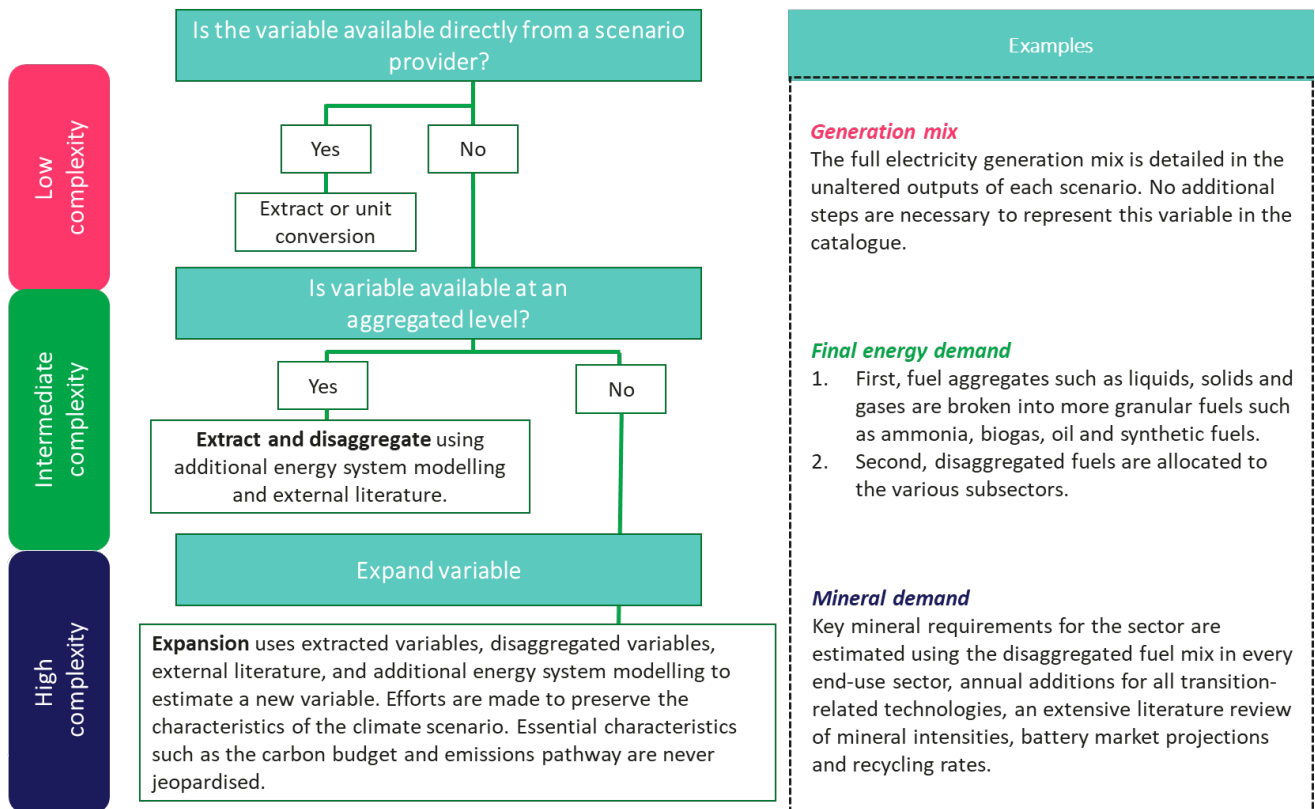 Is the variable available directly from a scenario
provider?
Low
complexity
Yes
No
Extract or unit
conversion
Is variable available at an
aggregated level?
Intermediate
complexity
Yes
No
Extract and disaggregate using
additional energy system modelling
and external literature.
Expand variable
High
complexity
Expansion uses extracted variables, disaggregated variables,
external literature, and additional energy system modelling to
estimate a new variable. Efforts are made to preserve the
characteristics of the climate scenario. Essential characteristics
such as the carbon budget and emissions pathway are never
jeopardised.
Examples
Generation mix
The full electricity generation mix is detailed in the
unaltered outputs of each scenario. No additional
steps are necessary to represent this variable in the
catalogue.
Final energy demand
1. First, fuel aggregates such as liquids, solids and
gases are broken into more granular fuels such
as ammonia, biogas, oil and synthetic fuels.
2. Second, disaggregated fuels are allocated to
the various subsectors.
Mineral demand
Key mineral requirements for the sector are
estimated using the disaggregated fuel mix in every
end-use sector, annual additions for all transition-
related technologies, an extensive literature review
of mineral intensities, battery market projections
and recycling rates.